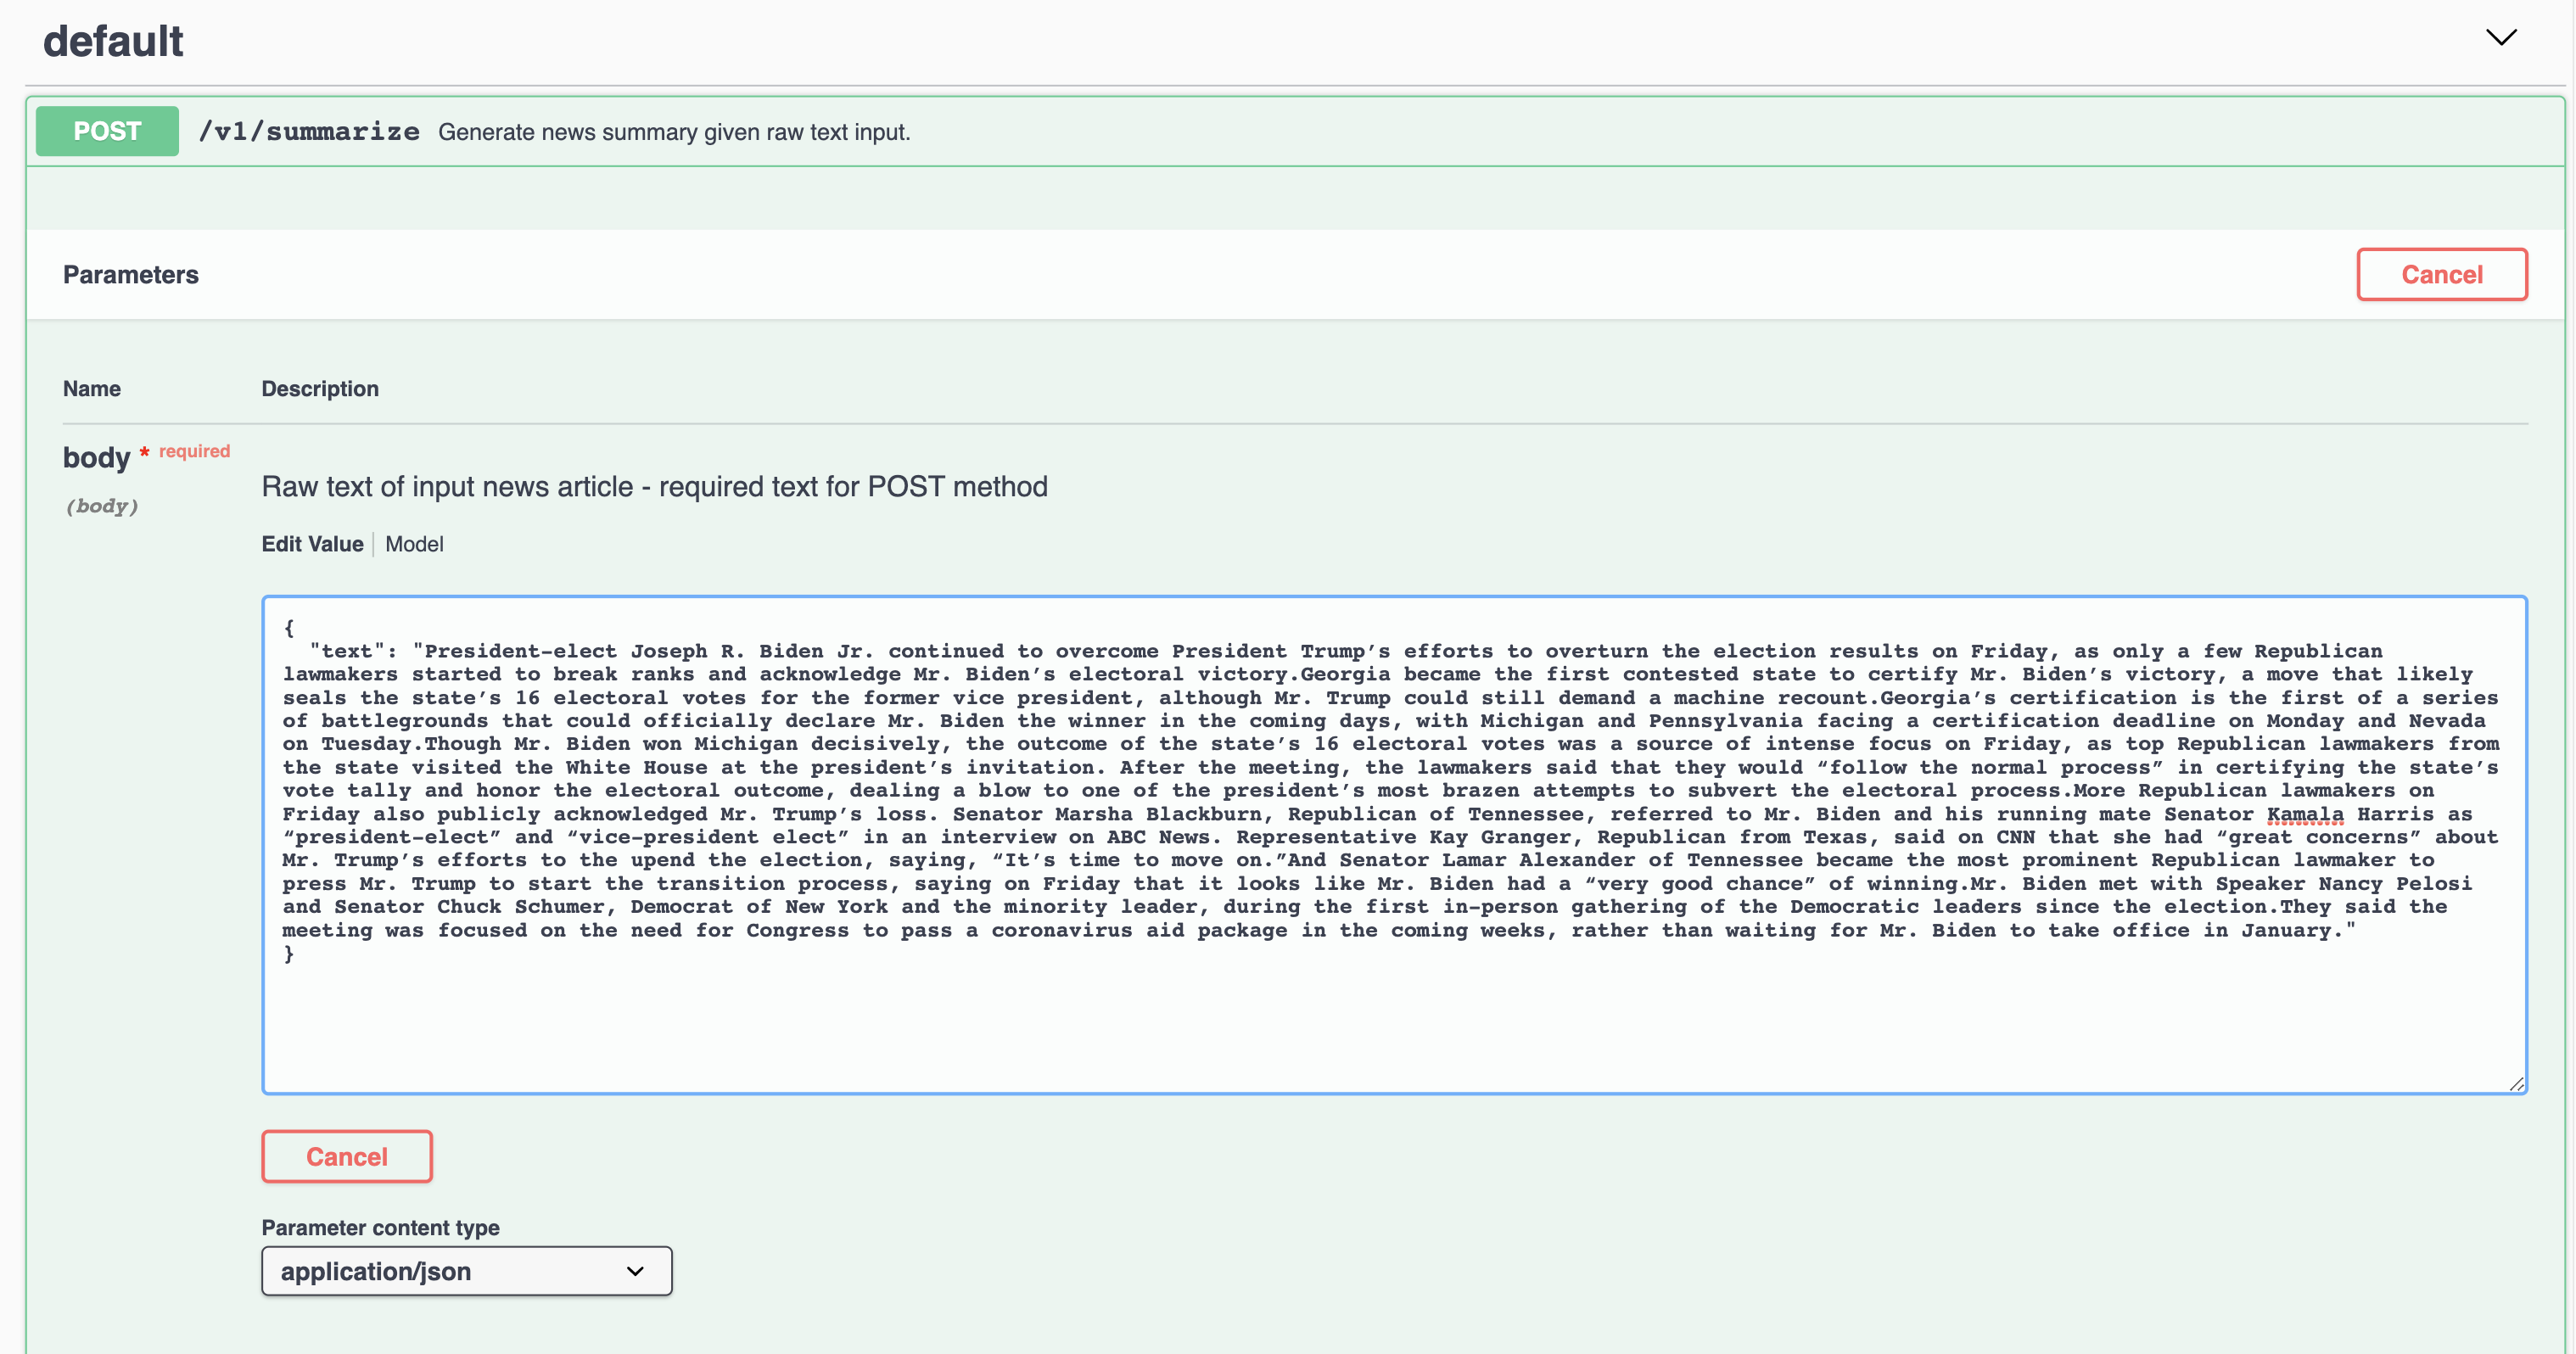 default
POST /v1/summarize Generate news summary given raw text input.
Parameters
Cancel
Name Description
body * required
(body)
Raw text of input news article - required text for POST method
Edit Value | Model
{
"text": "President-elect Joseph R. Biden Jr. continued to overcome President Trump’s efforts to overturn the election results on Friday, as only a few Republican
lawmakers started to break ranks and acknowledge Mr. Biden’s electoral victory.Georgia became the first contested state to certify Mr. Biden’s victory, a move that likely
seals the state’s 16 electoral votes for the former vice president, although Mr. Trump could still demand a machine recount.Georgia’s certification is the first of a series
of battlegrounds that could officially declare Mr. Biden the winner in the coming days, with Michigan and Pennsylvania facing a certification deadline on Monday and Nevada
on Tuesday.Though Mr. Biden won Michigan decisively, the outcome of the state’s 16 electoral votes was a source of intense focus on Friday, as top Republican lawmakers from
the state visited the White House at the president’s invitation. After the meeting, the lawmakers said that they would “follow the normal process” in certifying the state’s
vote tally and honor the electoral outcome, dealing a blow to one of the president’s most brazen attempts to subvert the electoral process.More Republican lawmakers on
Friday also publicly acknowledged Mr. Trump’s loss. Senator Marsha Blackburn, Republican of Tennessee, referred to Mr. Biden and his running mate Senator Kamala Harris as
“president-elect” and “vice-president elect” in an interview on ABC News. Representative Kay Granger, Republican from Texas, said on CNN that she had “great concerns” about
Mr. Trump’s efforts to the upend the election, saying, “It’s time to move on.”And Senator Lamar Alexander of Tennessee became the most prominent Republican lawmaker to
press Mr. Trump to start the transition process, saying on Friday that it looks like Mr. Biden had a “very good chance” of winning.Mr. Biden met with Speaker Nancy Pelosi
and Senator Chuck Schumer, Democrat of New York and the minority leader, during the first in-person gathering of the Democratic leaders since the election.They said the
meeting was focused on the need for Congress to pass a coronavirus aid package in the coming weeks, rather than waiting for Mr. Biden to take office in January."
}
Cancel
Parameter content type
application/json